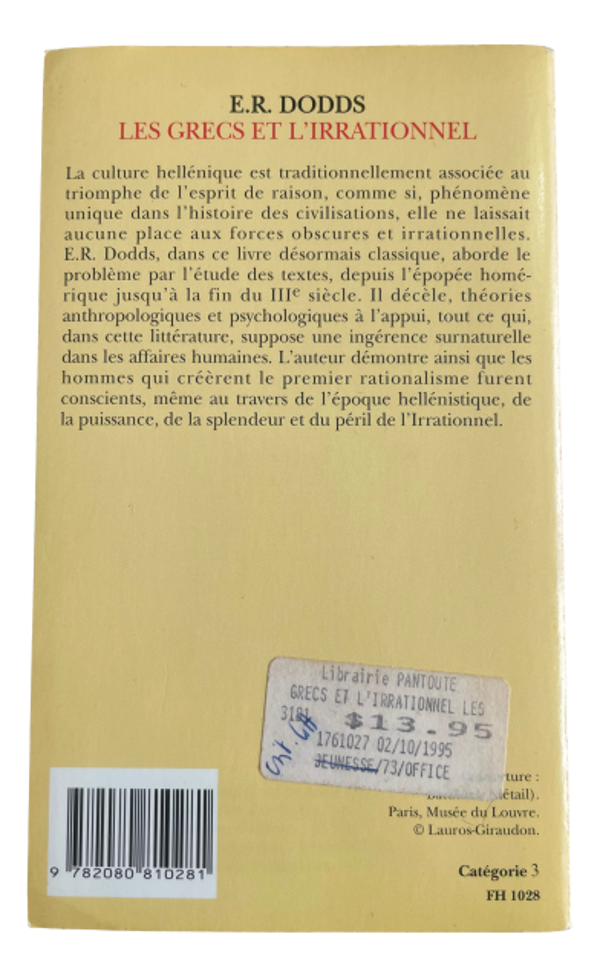 E.R. DODDS
LES GRECS ET L'IRRATIONNEL
La culture hellénique est traditionnellement associée au
triomphe de l'esprit de raison, comme si, phénomène
unique dans l'histoire des civilisations, elle ne laissait
aucune place aux forces obscures et irrationnelles.
E.R. Dodds, dans ce livre désormais classique, aborde le
problème par l'étude des textes, depuis l'épopée homé-
rique jusqu'à la fin du IIIe siècle. Il décèle, théories
anthropologiques et psychologiques à l'appui, tout ce qui,
dans cette littérature, suppose une ingérence surnaturelle
dans les affaires humaines. L'auteur démontre ainsi que les
hommes qui créèrent le premier rationalisme furent
conscients, même au travers de l'époque hellénistique, de
la puissance, de la splendeur et du péril de l'Irrationnel.
Librairie PANTOUTE
GRECS ET L'IRRATIONNEL LES
3181 $13.95
1761027 02/10/1995
JEUNESSE/73/OFFICE
Paris, Musée du Louvre.
© Lauros-Giraudon.
9 782080 810281
Catégorie 3
FH 1028